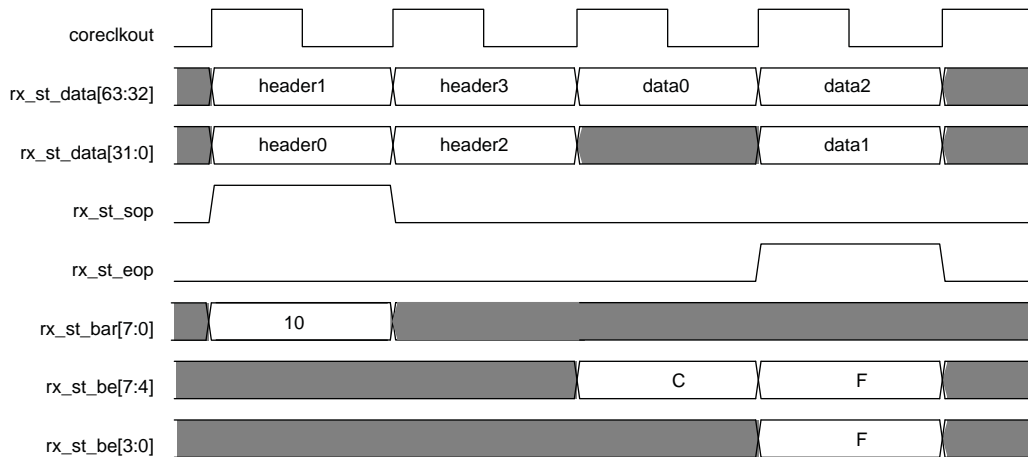 coreclkout
rx_st_data[63:32] header1 header3 data0 data2
rx_st_data[31:0] header0 header2 data1
rx_st_sop
rx_st_eop
rx_st_bar[7:0] 10
rx_st_be[7:4] C F
rx_st_be[3:0] F